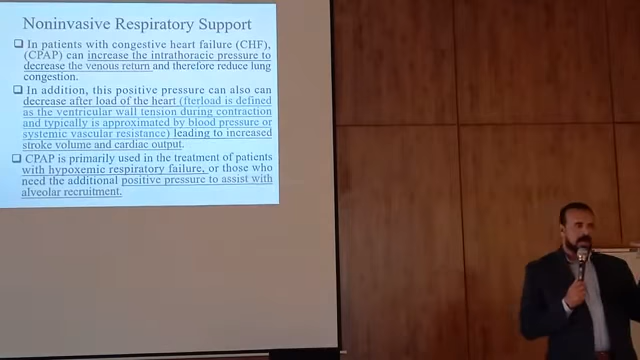 Noninvasive Respiratory Support
In patients with congestive heart failure (CHF),
(CPAP) can increase the intrathoracic pressure to
decrease the venous return and therefore reduce lung
congestion.
In addition, this positive pressure can also can
decrease after load of the heart (fterload is defined
as the ventricular wall tension during contraction
and typically is approximated by blood pressure or
systemic vascular resistance) leading to increased
stroke volume and cardiac output.
CPAP is primarily used in the treatment of patients
with hypoxemic respiratory failure, or those who
need the additional positive pressure to assist with
alveolar recruitment.